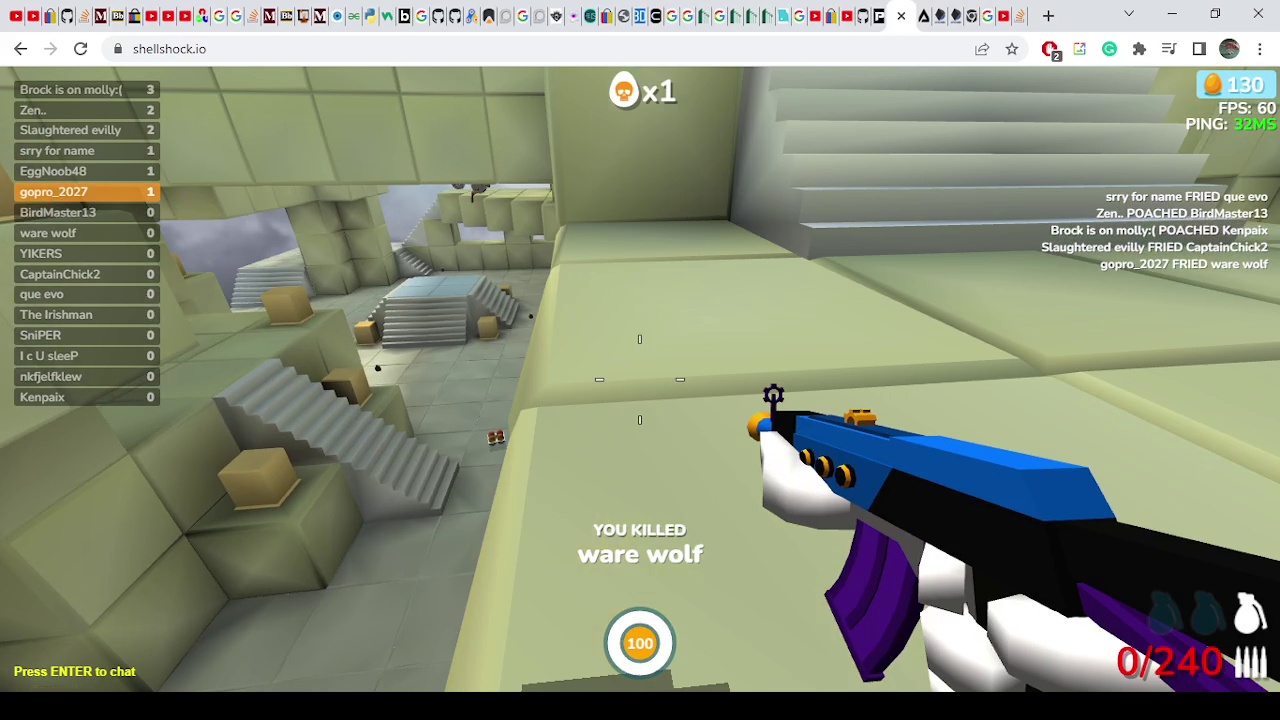 shellshock.io
2
Brock is on molly:( 3
Zen.. 2
Slaughtered evilly 2
srry for name 1
EggNoob48 1
gopro_2027 1
BirdMaster13 0
ware wolf 0
YIKERS 0
CaptainChick2 0
que evo 0
The Irishman 0
SniPER 0
I c U sleeP 0
nkfjelfklew 0
Kenpaix 0
x1
130
FPS: 60
PING: 32MS
srry for name FRIED que evo
Zen.. POACHED BirdMaster13
Brock is on molly:( POACHED Kenpaix
Slaughtered evilly FRIED CaptainChick2
gopro_2027 FRIED ware wolf
YOU KILLED
ware wolf
100
Press ENTER to chat
0/240